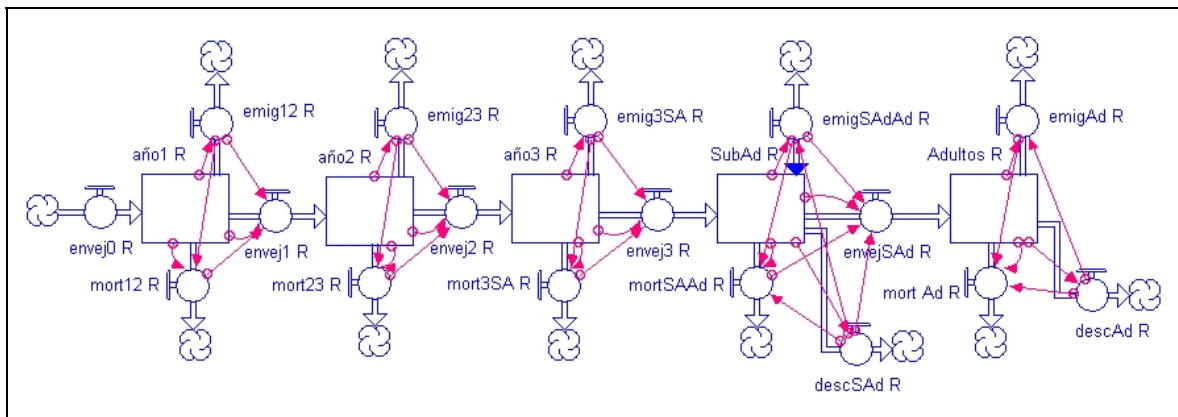 emig12 R
emig23 R
emig3SA R
emigSAdAd R
emigAd R
año1 R
año2 R
año3 R
SubAd R
Adultos R
envej0 R
envej1 R
envej2 R
envej3 R
envejSAd R
mort12 R
mort23 R
mort3SA R
mortSAAd R
mort Ad R
descSAd R
descAd R